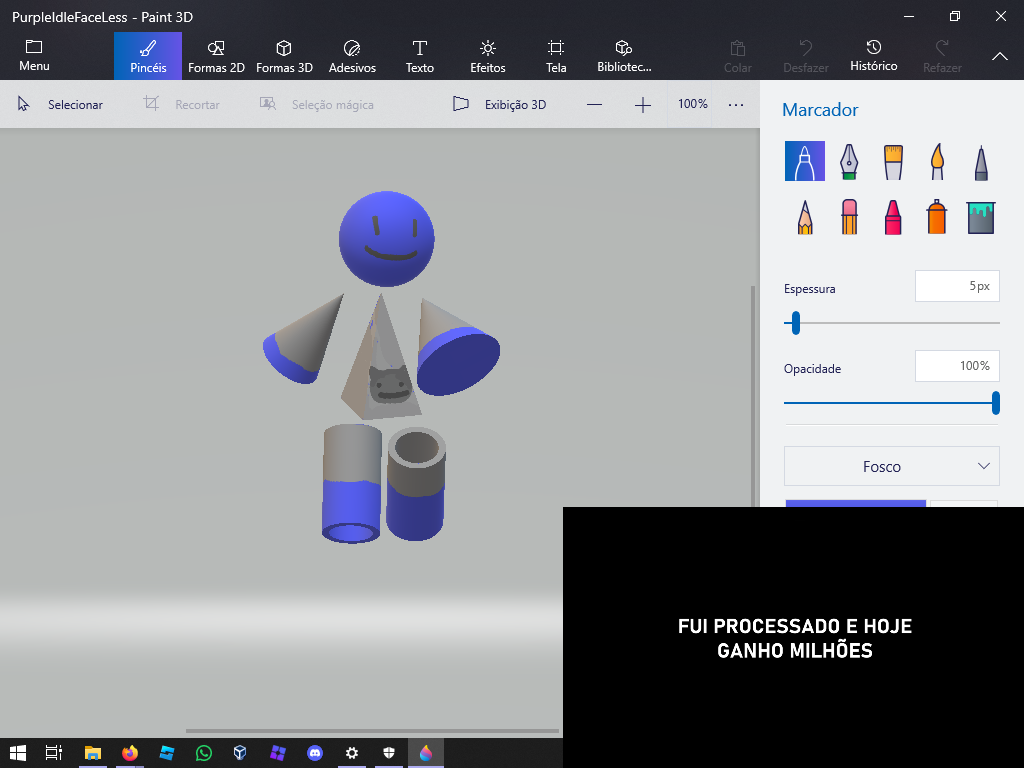 PurpleIdleFaceLess - Paint 3D
Menu
Pincéis
Formas 2D
Formas 3D
Adesivos
Texto
Efeitos
Tela
Bibliotec...
Colar
Desfazer
Histórico
Refazer
Selecionar
Recortar
Seleção mágica
Exibição 3D
100%
Marcador
Espessura
5px
Opacidade
100%
Fosco
FUI PROCESSADO E HOJE
GANHO MILHÕES